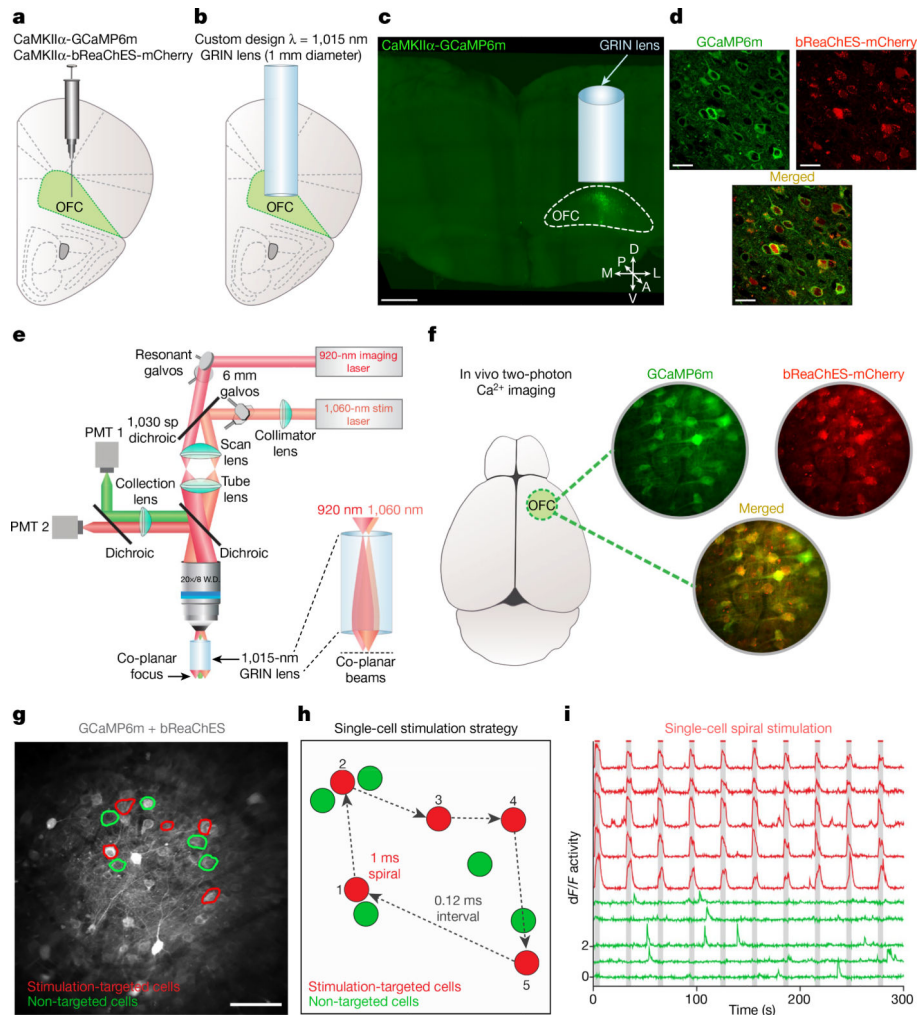 a
CaMKIIα-GCaMP6m
CaMKIIα-bReaChES-mCherry
OFC
b
Custom design λ = 1,015 nm
GRIN lens (1 mm diameter)
OFC
c
CaMKIIα-GCaMP6m
GRIN lens
OFC
D
P
M
L
A
V
d
GCaMP6m
bReaChES-mCherry
Merged
e
Resonant
galvos
920-nm imaging
laser
6 mm
galvos
1,060-nm stim
laser
1,030 sp
dichroic
Collimator
lens
PMT 1
Scan
lens
Collection
lens
Tube
lens
PMT 2
Dichroic
Dichroic
920 nm
1,060 nm
20×/8 W.D.
Co-planar
focus
1,015-nm
GRIN lens
Co-planar
beams
f
In vivo two-photon
Ca2+ imaging
GCaMP6m
bReaChES-mCherry
OFC
Merged
g
GCaMP6m + bReaChES
Stimulation-targeted cells
Non-targeted cells
h
Single-cell stimulation strategy
2
3
4
1 ms
spiral
1
0.12 ms
interval
5
Stimulation-targeted cells
Non-targeted cells
i
Single-cell spiral stimulation
dF/F activity
2
0
0
100
200
300
Time (s)